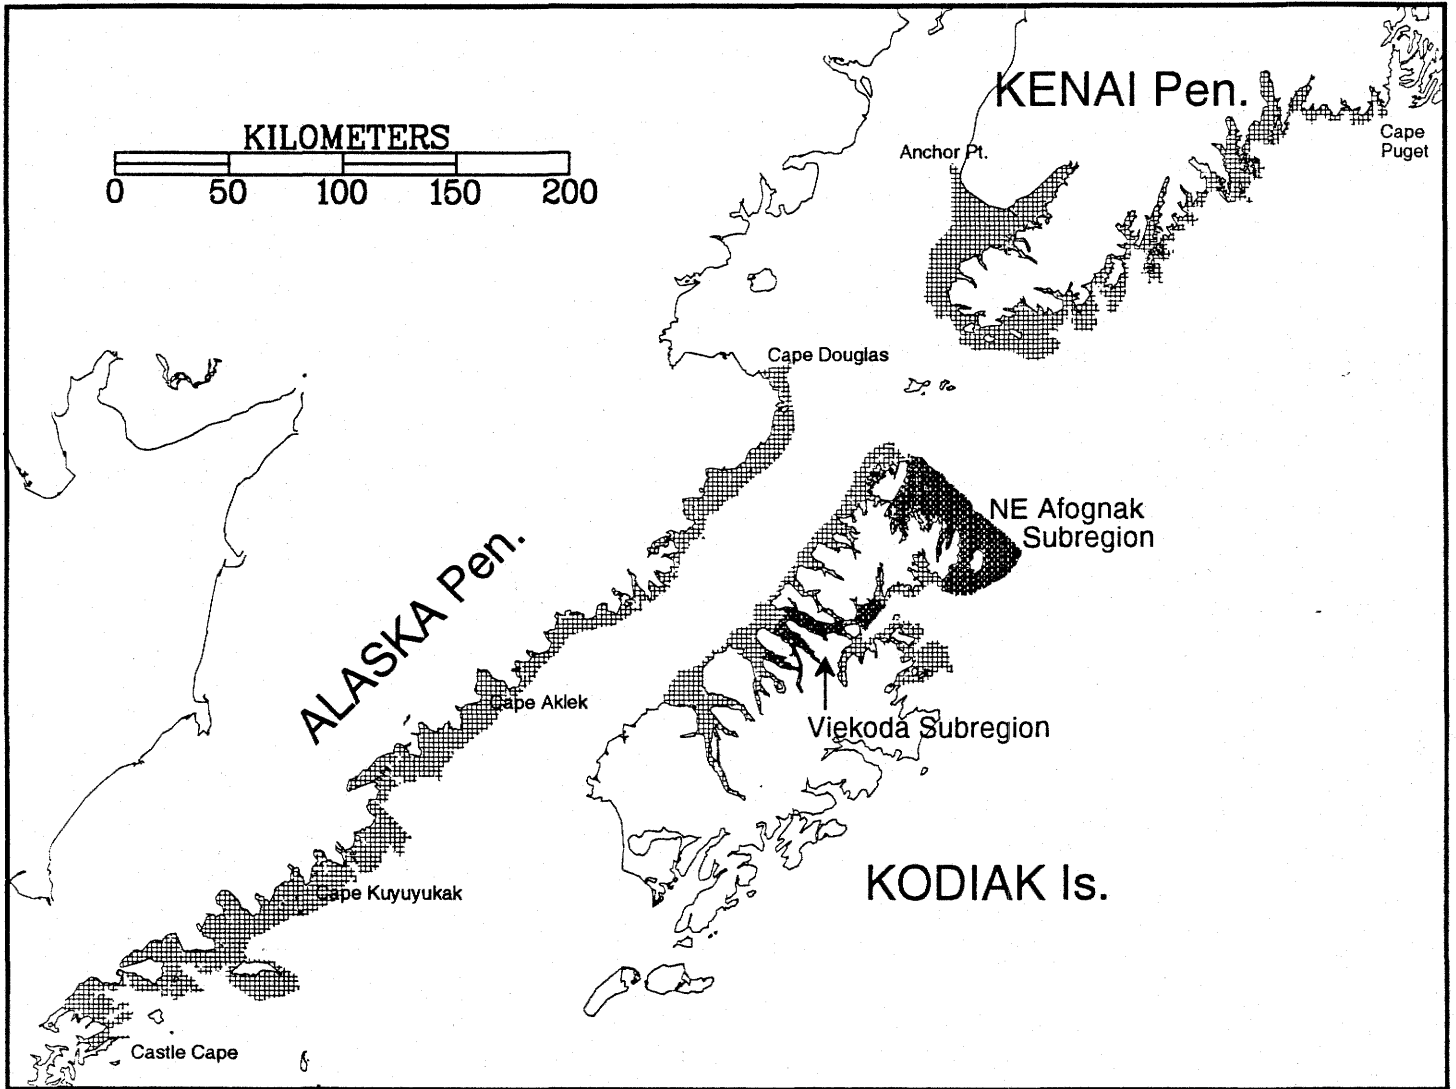 KENAI Pen.
KILOMETERS
0 50 100 150 200
Cape
Puget
Anchor Pt.
Cape Douglas
NE Afognak
Subregion
ALASKA Pen.
Cape Aklek
Viekoda Subregion
KODIAK Is.
Cape Kuyuyukak
Castle Cape